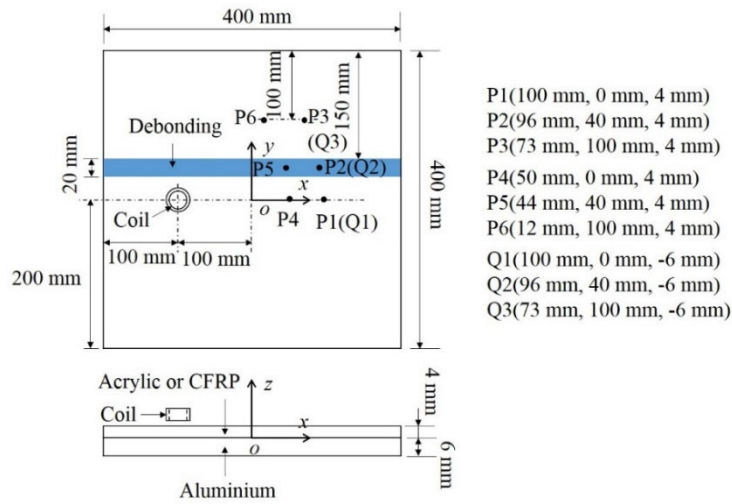 400 mm
100 mm
150 mm
P6
P3
(Q3)
Debonding
y
20 mm
P5
P2(Q2)
x
400 mm
Coil
o
P4
P1(Q1)
100 mm
100 mm
200 mm
P1(100 mm, 0 mm, 4 mm)
P2(96 mm, 40 mm, 4 mm)
P3(73 mm, 100 mm, 4 mm)
P4(50 mm, 0 mm, 4 mm)
P5(44 mm, 40 mm, 4 mm)
P6(12 mm, 100 mm, 4 mm)
Q1(100 mm, 0 mm, -6 mm)
Q2(96 mm, 40 mm, -6 mm)
Q3(73 mm, 100 mm, -6 mm)
Acrylic or CFRP
z
4 mm
Coil
x
o
6 mm
Aluminium